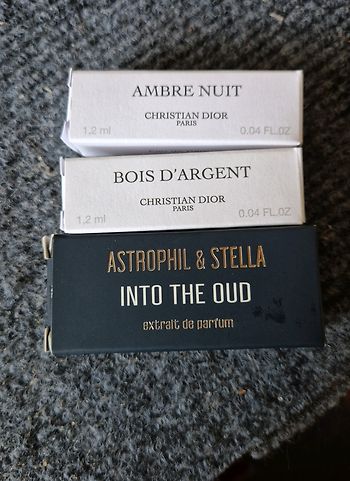 AMBRE NUIT
CHRISTIAN DIOR
PARIS
1.2 ml 0.04 FL.OZ
BOIS D'ARGENT
CHRISTIAN DIOR
PARIS
1.2 ml 0.04 FL.OZ
ASTROPHIL & STELLA
INTO THE OUD
extrait de parfum